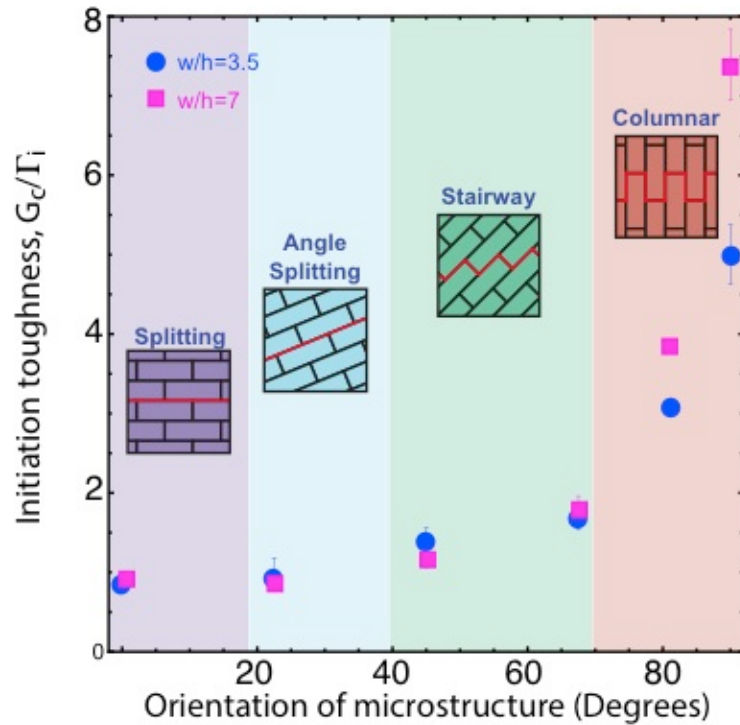 8
w/h=3.5
w/h=7
Columnar
6
Stairway
Angle
Splitting
4
Splitting
2
0
20
40
60
80
Initiation toughness, Gc/Γi
Orientation of microstructure (Degrees)